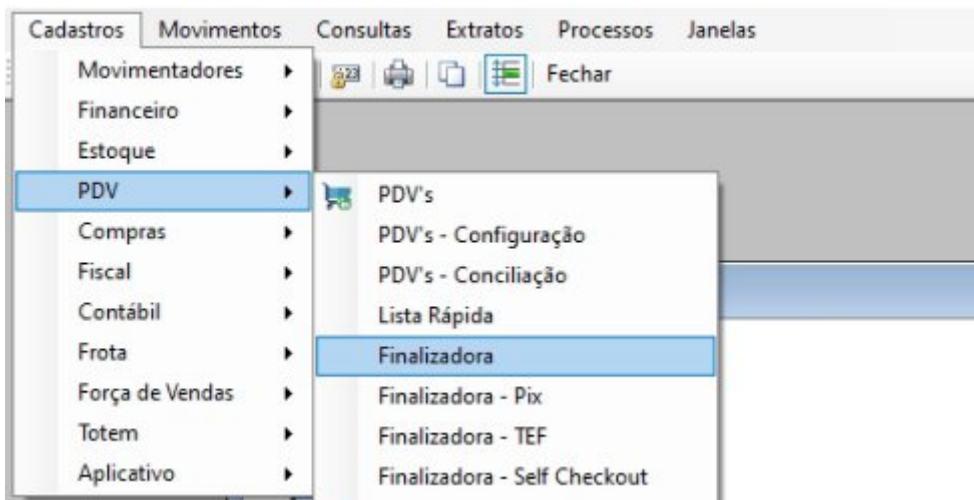 Cadastros Movimentos Consultas Extratos Processos Janelas
Fechar
Movimentadores
Financeiro
Estoque
PDV
Compras
Fiscal
Contábil
Frota
Força de Vendas
Totem
Aplicativo
PDV's
PDV's - Configuração
PDV's - Conciliação
Lista Rápida
Finalizadora
Finalizadora - Pix
Finalizadora - TEF
Finalizadora - Self Checkout